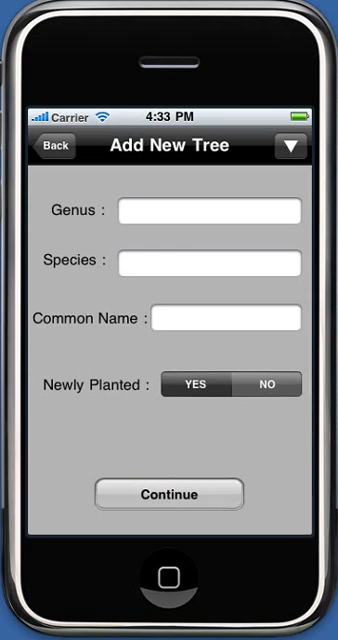 Carrier 4:33 PM
Back Add New Tree
Genus :
Species :
Common Name :
Newly Planted : YES NO
Continue